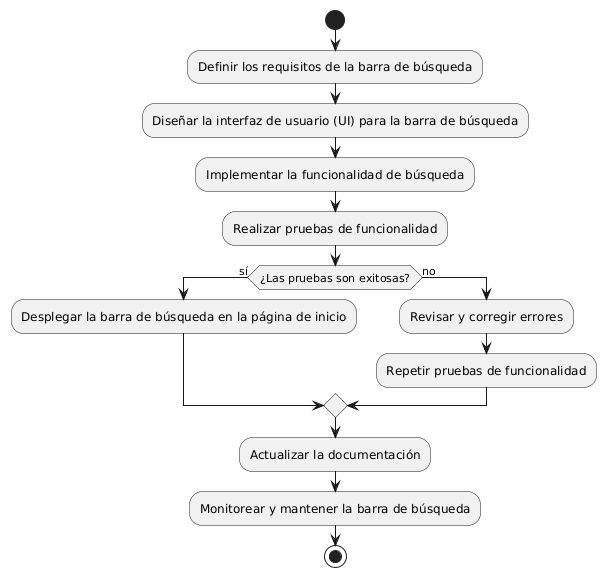 Definir los requisitos de la barra de búsqueda
Diseñar la interfaz de usuario (UI) para la barra de búsqueda
Implementar la funcionalidad de búsqueda
Realizar pruebas de funcionalidad
¿Las pruebas son exitosas?
sí
no
Desplegar la barra de búsqueda en la página de inicio
Revisar y corregir errores
Repetir pruebas de funcionalidad
Actualizar la documentación
Monitorear y mantener la barra de búsqueda